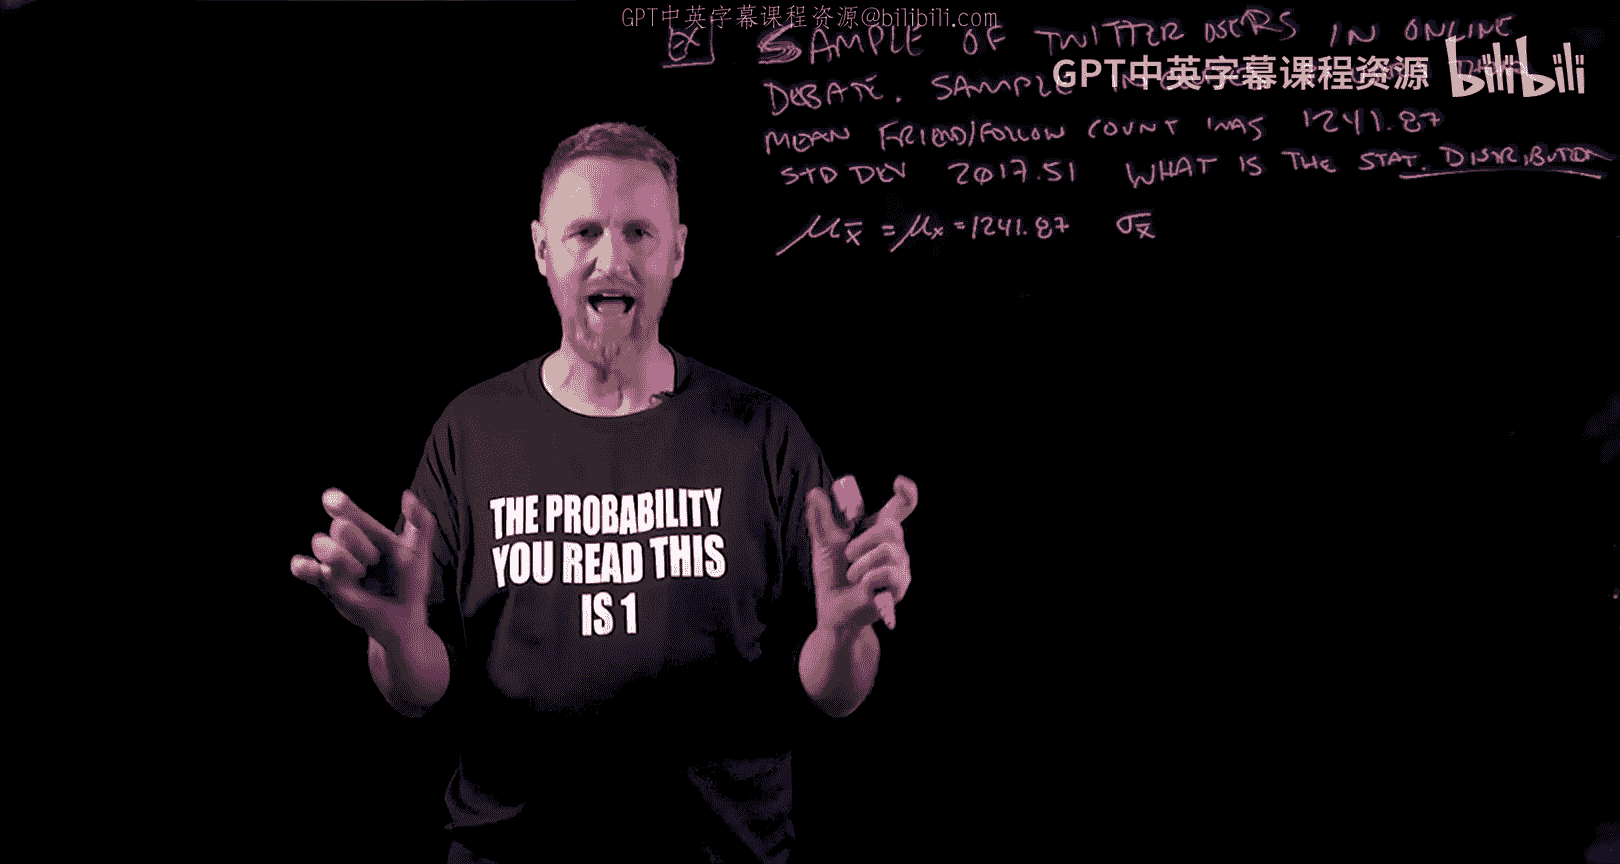 GPT中英字幕课程资源@bilibili.com
EX SAMPLE OF TWITTER USERS IN ONLINE
GPT中英字幕课程资源 bilibili
DEBATE. SAMPLE
MEAN FRIEND/FOLLOW COUNT WAS 1241.87
STD DEV 2017.51 WHAT IS THE STAT. DISTRIBUTION
μx̄ = μx = 1241.87 σx̄
THE PROBABILITY
YOU READ THIS
IS 1